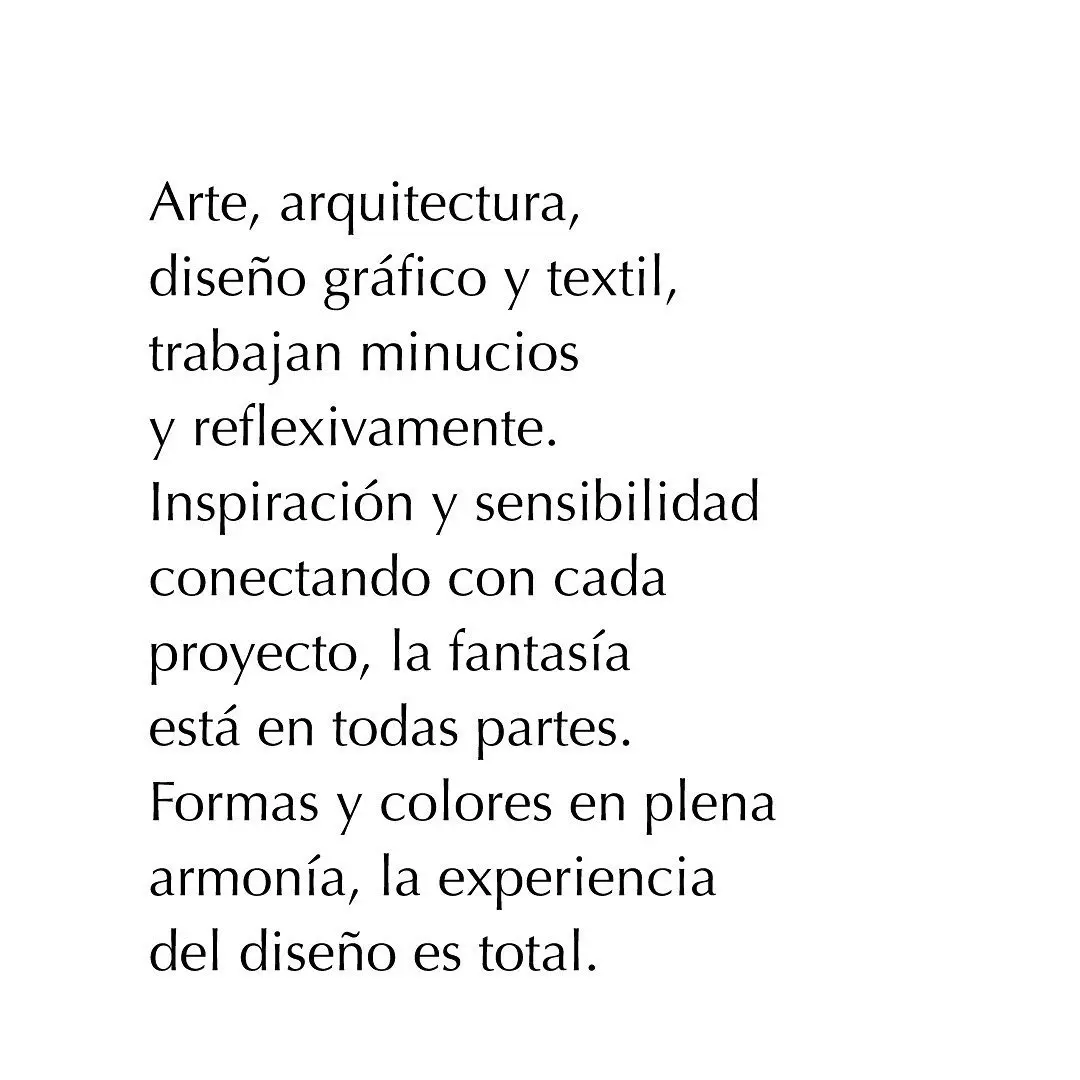 Arte, arquitectura,
diseño gráfico y textil,
trabajan minucios
y reflexivamente.
Inspiración y sensibilidad
conectando con cada
proyecto, la fantasía
está en todas partes.
Formas y colores en plena
armonía, la experiencia
del diseño es total.